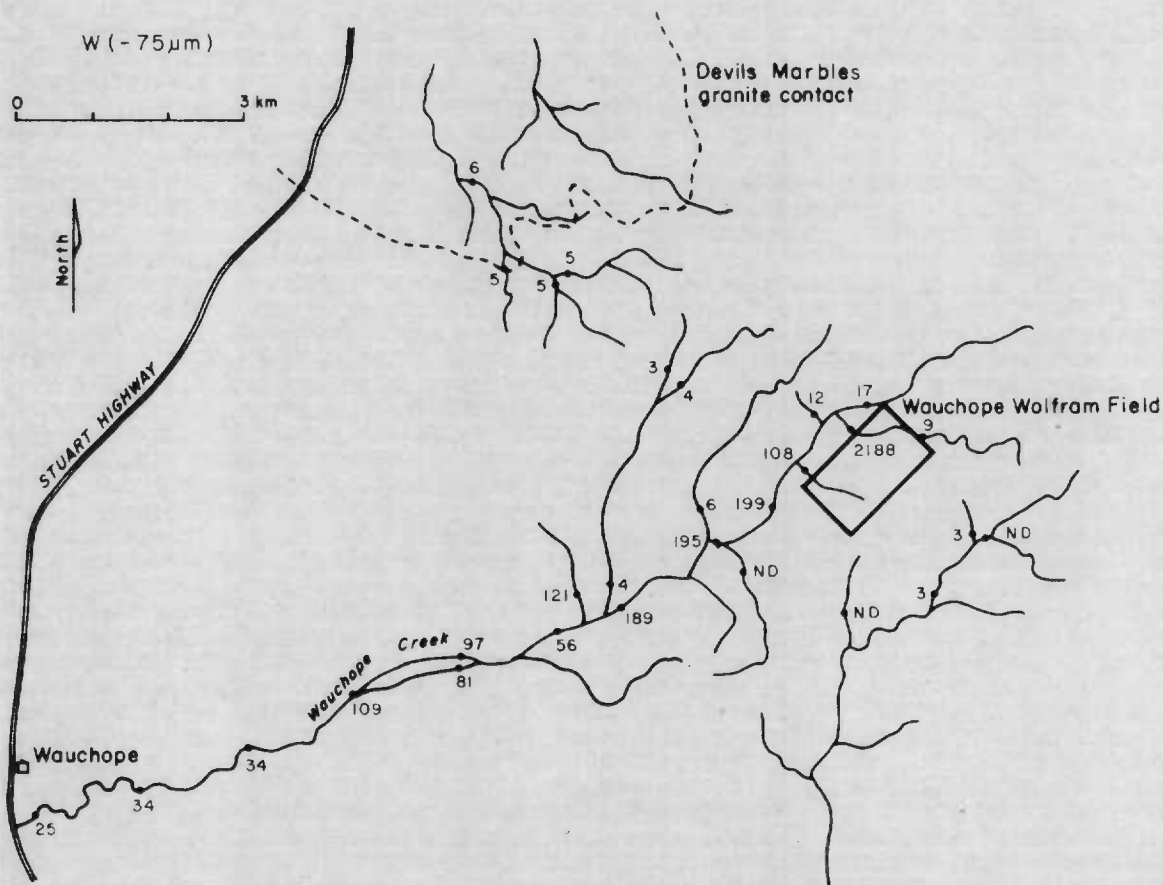 W (-75µm)
0
3 km
Devils Marbles
granite contact
North
STUART HIGHWAY
6
5
5
5
3
4
12
17
Wauchope Wolfram Field
9
2188
108
6
199
195
ND
3
ND
3
ND
4
121
189
56
Wauchope Creek
97
81
109
Wauchope
34
34
25